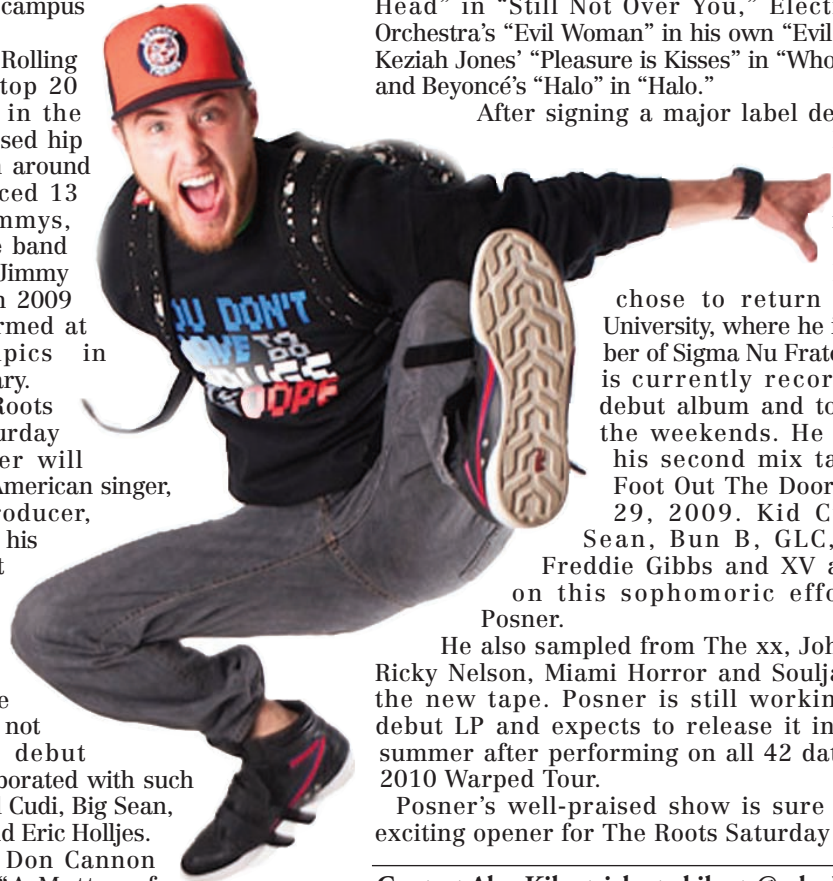 campus
Rolling
top 20
in the
sed hip
around
ced 13
mmys,
band
Jimmy
2009
rmed at
pics in
ary.
Roots
urday
er will
American singer,
roducer,
his
t
e
not
debut
borated with such
Cudi, Big Sean,
d Eric Holljes.
Don Cannon
YOU DON'T
HAVE TO DO
DOPE
Head” in “Still Not Over You,” Electr
Orchestra’s “Evil Woman” in his own “Evil
Keziah Jones’ “Pleasure is Kisses” in “Who
and Beyoncé’s “Halo” in “Halo.”
After signing a major label de
chose to return
University, where he i
ber of Sigma Nu Frate
is currently recor
debut album and to
the weekends. He
his second mix ta
Foot Out The Door
29, 2009. Kid C
Sean, Bun B, GLC,
Freddie Gibbs and XV a
on this sophomoric effo
Posner.
He also sampled from The xx, Joh
Ricky Nelson, Miami Horror and Soulja
the new tape. Posner is still workin
debut LP and expects to release it in
summer after performing on all 42 dat
2010 Warped Tour.
Posner’s well-praised show is sure
exciting opener for The Roots Saturday